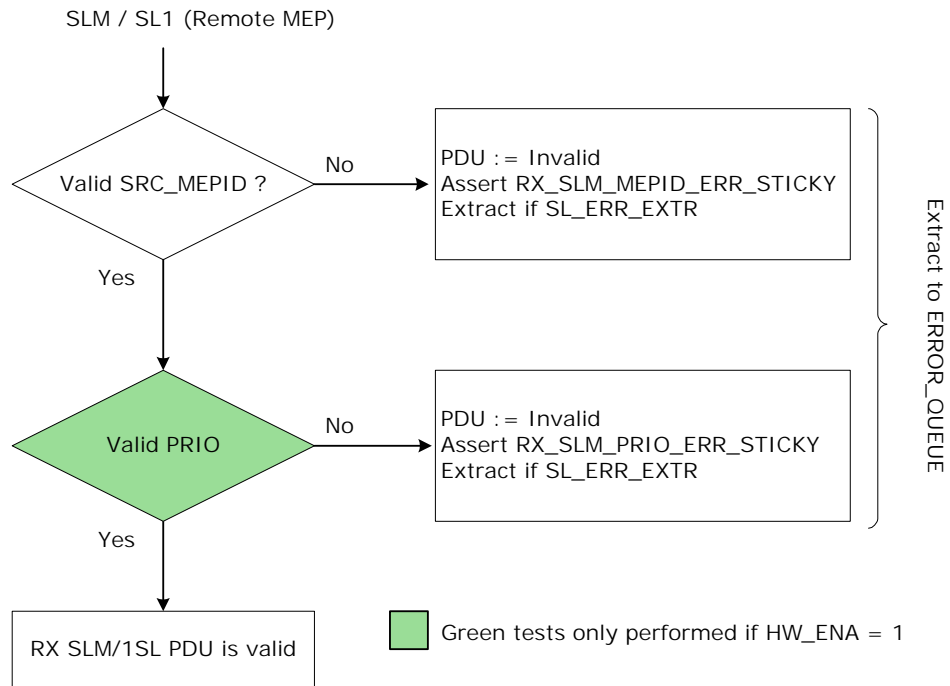 SLM / SL1 (Remote MEP)
Valid SRC_MEPID ?
No
PDU := Invalid
Assert RX_SLM_MEPID_ERR_STICKY
Extract if SL_ERR_EXTR
Yes
Valid PRIO
No
PDU := Invalid
Assert RX_SLM_PRIO_ERR_STICKY
Extract if SL_ERR_EXTR
Extract to ERROR_QUEUE
Yes
RX SLM/1SL PDU is valid
Green tests only performed if HW_ENA = 1